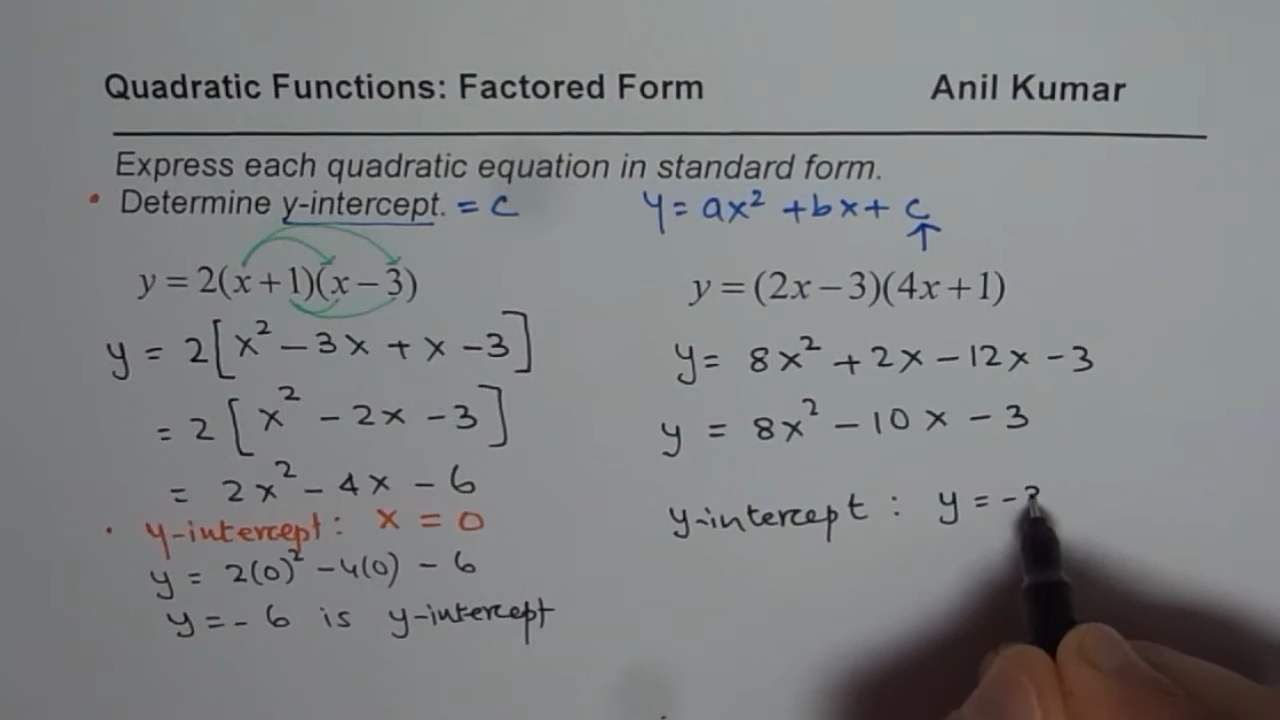 Quadratic Functions: Factored Form Anil Kumar
Express each quadratic equation in standard form.
• Determine y-intercept. = c y = ax² + bx + c
↑
y = 2(x+1)(x−3)
y = 2[x² − 3x + x − 3]
= 2[x² − 2x − 3]
= 2x² − 4x − 6
• y-intercept: x = 0
y = 2(0)² − 4(0) − 6
y = − 6 is y-intercept
y = (2x−3)(4x+1)
y = 8x² + 2x − 12x − 3
y = 8x² − 10x − 3
y-intercept : y = −3